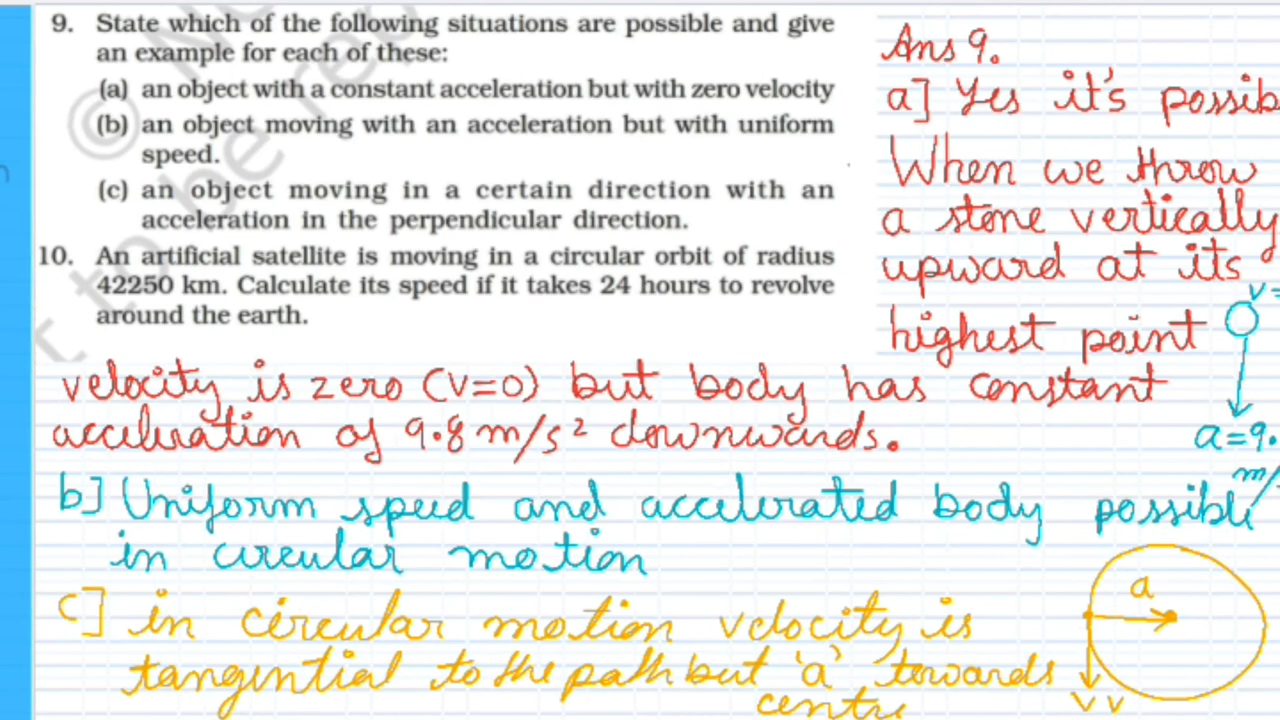 9. State which of the following situations are possible and give
an example for each of these:
(a) an object with a constant acceleration but with zero velocity
(b) an object moving with an acceleration but with uniform
speed.
(c) an object moving in a certain direction with an
acceleration in the perpendicular direction.
10. An artificial satellite is moving in a circular orbit of radius
42250 km. Calculate its speed if it takes 24 hours to revolve
around the earth.
Ans 9.
a] Yes it's possib
When we throw
a stone vertically
upward at its
highest point
v=
velocity is zero (v=0) but body has constant
acceleration of 9.8 m/s² downwards.
a=9.
m/
b] Uniform speed and accelerated body possible
in circular motion
c] in circular motion velocity is
tangential to the path but 'a' towards
centre
a
v v